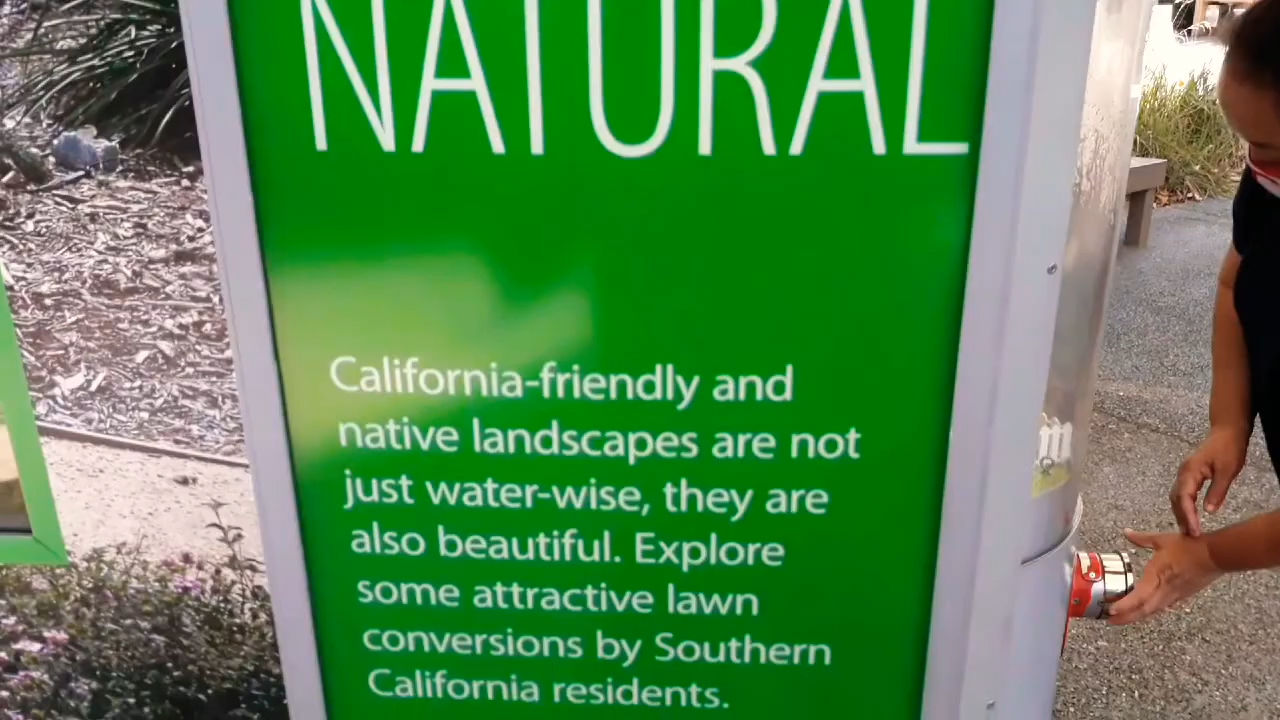 NATURAL
California-friendly and
native landscapes are not
just water-wise, they are
also beautiful. Explore
some attractive lawn
conversions by Southern
California residents.